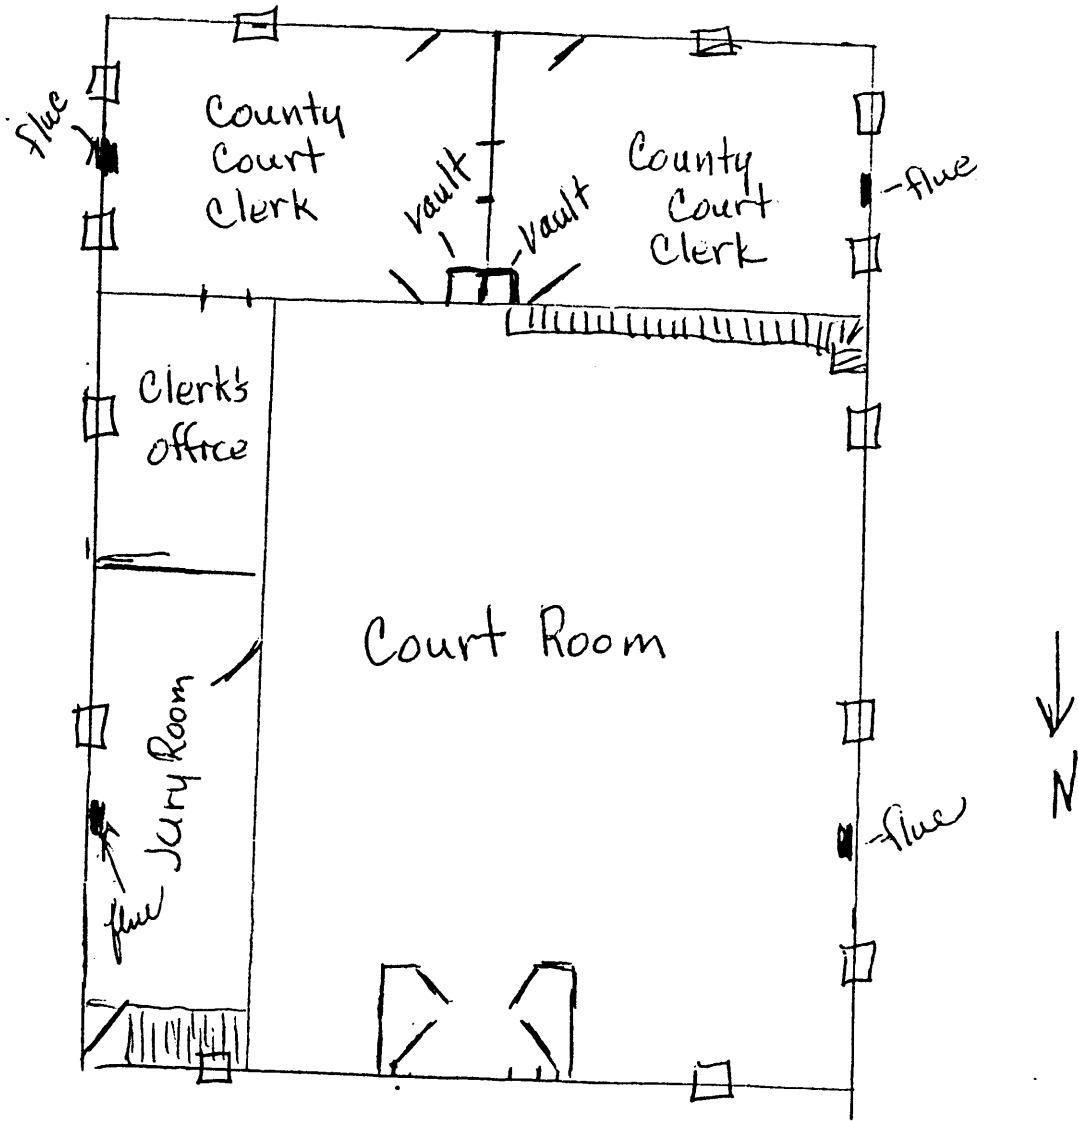 flue
County
Court
Clerk
vault
vault
County
Court
Clerk
flue
Clerk's
office
Court Room
Jury Room
flue
flue
N